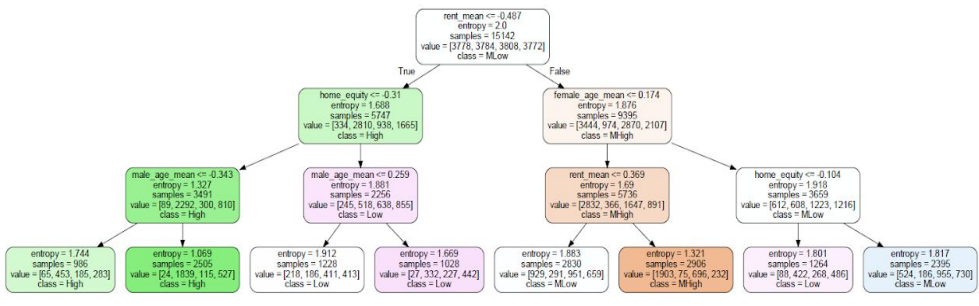 rent_mean <= -0.487
entropy = 2.0
samples = 15142
value = [3778, 3784, 3808, 3772]
class = MLow
True
False
home_equity <= -0.31
entropy = 1.688
samples = 5747
value = [334, 2810, 938, 1665]
class = High
female_age_mean <= 0.174
entropy = 1.876
samples = 9395
value = [3444, 974, 2870, 2107]
class = MHigh
male_age_mean <= -0.343
entropy = 1.327
samples = 3491
value = [89, 2292, 300, 810]
class = High
male_age_mean <= 0.259
entropy = 1.881
samples = 2256
value = [245, 518, 638, 855]
class = Low
rent_mean <= 0.369
entropy = 1.69
samples = 5736
value = [2832, 366, 1647, 891]
class = MHigh
home_equity <= -0.104
entropy = 1.918
samples = 3659
value = [612, 608, 1223, 1216]
class = MLow
entropy = 1.744
samples = 986
value = [65, 453, 185, 283]
class = High
entropy = 1.069
samples = 2505
value = [24, 1839, 115, 527]
class = High
entropy = 1.912
samples = 1228
value = [218, 186, 411, 413]
class = Low
entropy = 1.669
samples = 1028
value = [27, 332, 227, 442]
class = Low
entropy = 1.883
samples = 2830
value = [929, 291, 951, 659]
class = MLow
entropy = 1.321
samples = 2906
value = [1903, 75, 696, 232]
class = MHigh
entropy = 1.801
samples = 1264
value = [88, 422, 268, 486]
class = Low
entropy = 1.817
samples = 2395
value = [524, 186, 955, 730]
class = MLow